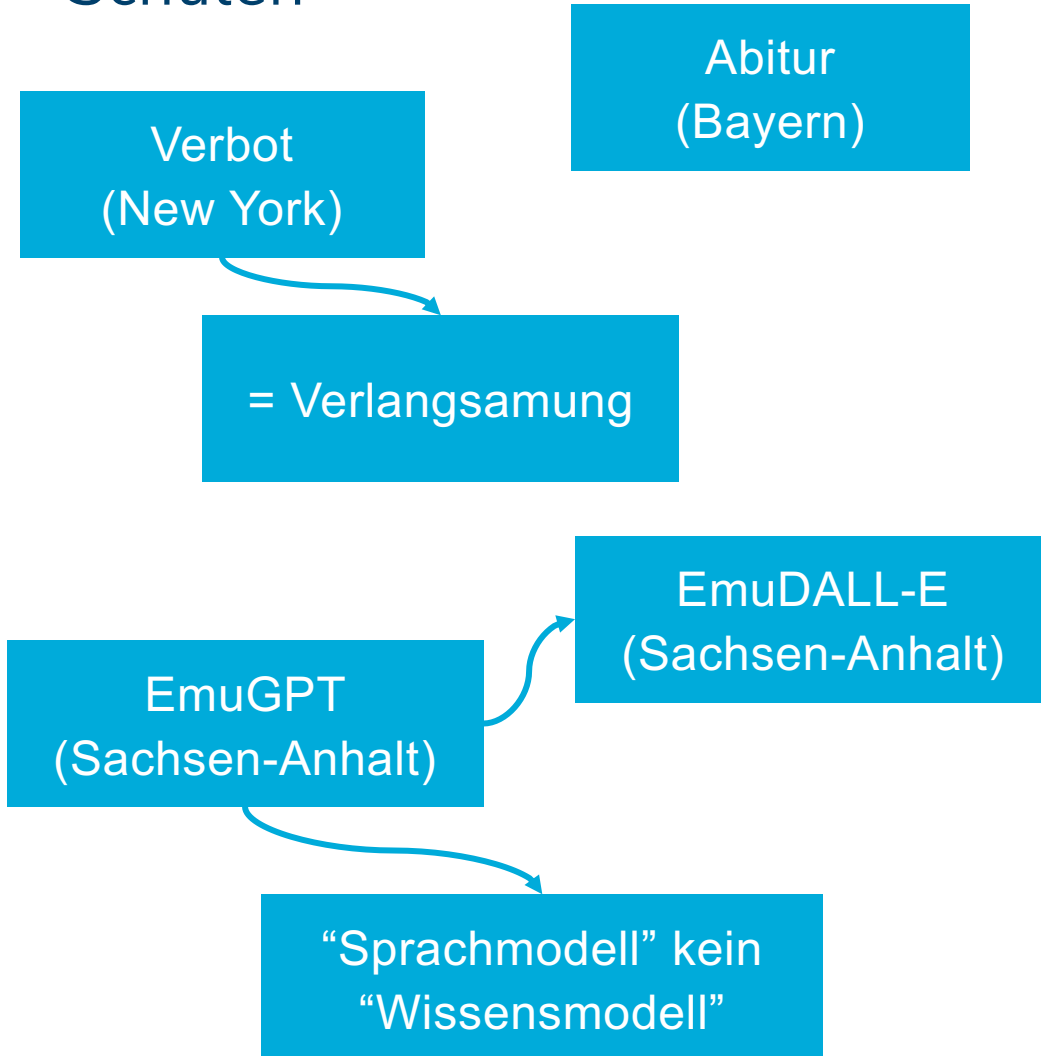 Abitur
(Bayern)
Verbot
(New York)
= Verlangsamung
EmuDALL-E
(Sachsen-Anhalt)
EmuGPT
(Sachsen-Anhalt)
“Sprachmodell” kein
“Wissensmodell”